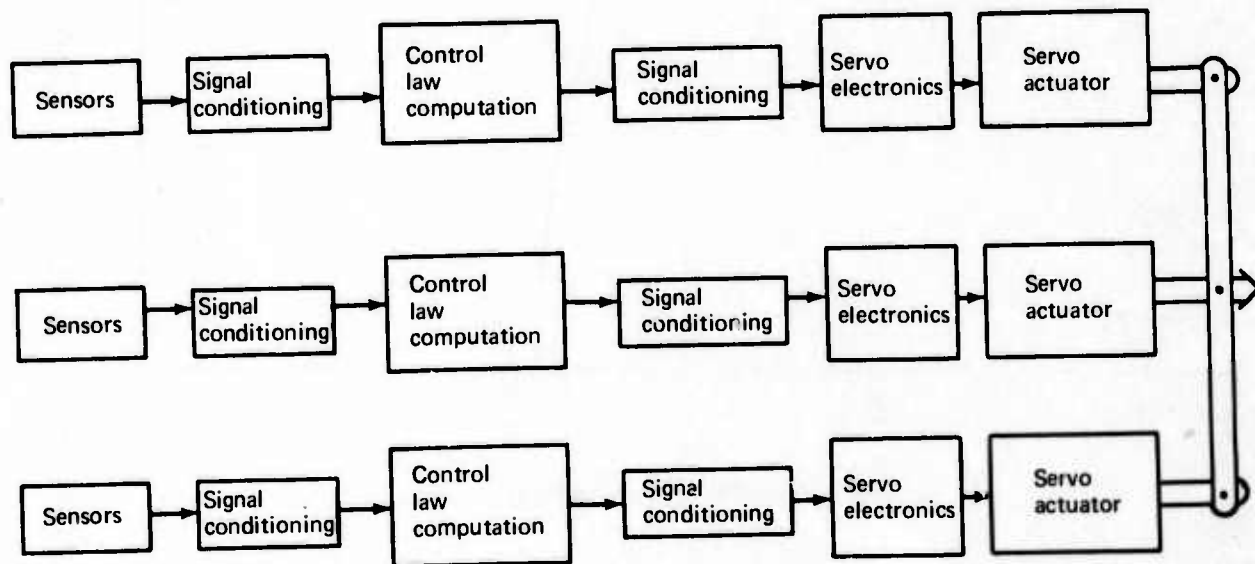 Sensors
Signal
conditioning
Control
law
computation
Signal
conditioning
Servo
electronics
Servo
actuator
Sensors
Signal
conditioning
Control
law
computation
Signal
conditioning
Servo
electronics
Servo
actuator
Sensors
Signal
conditioning
Control
law
computation
Signal
conditioning
Servo
electronics
Servo
actuator